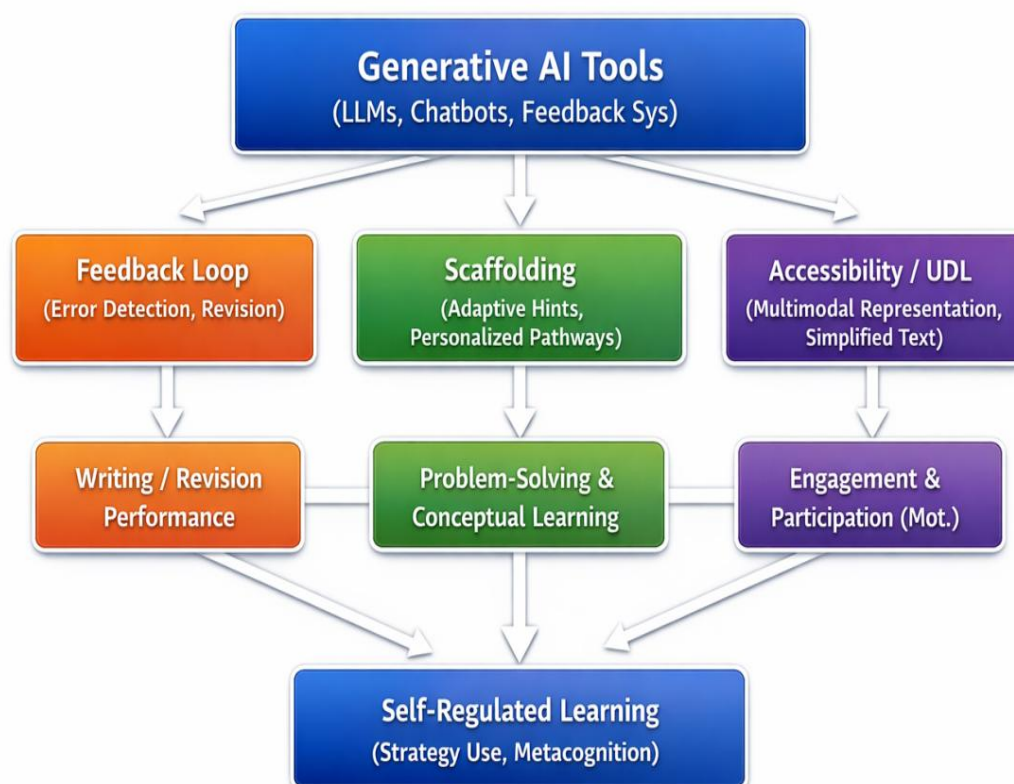 Generative AI Tools
(LLMs, Chatbots, Feedback Sys)
Feedback Loop
(Error Detection, Revision)
Scaffolding
(Adaptive Hints,
Personalized Pathways)
Accessibility / UDL
(Multimodal Representation,
Simplified Text)
Writing / Revision
Performance
Problem-Solving &
Conceptual Learning
Engagement &
Participation (Mot.)
Self-Regulated Learning
(Strategy Use, Metacognition)